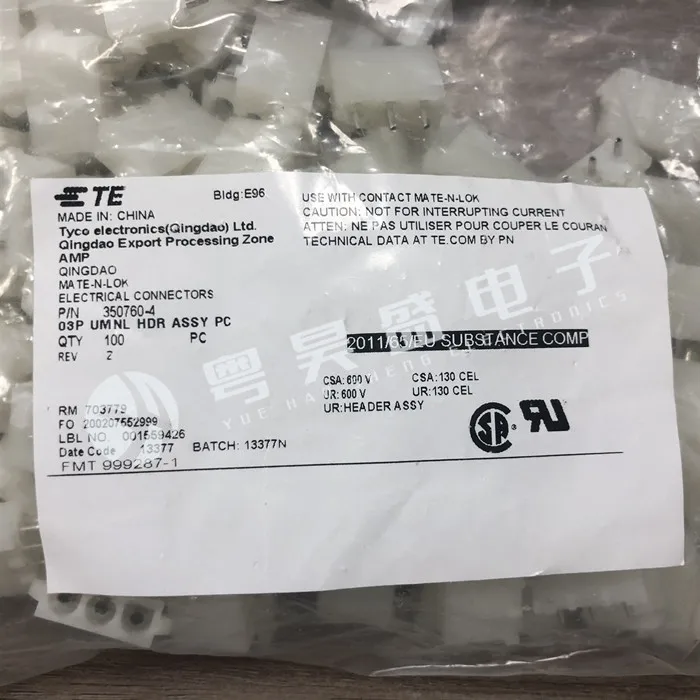 TE
Bldg:E96
MADE IN: CHINA
Tyco electronics(Qingdao) Ltd.
Qingdao Export Processing Zone
AMP
QINGDAO
MATE-N-LOK
ELECTRICAL CONNECTORS
P/N 350760-4
03P UMNL HDR ASSY PC
QTY 100 PC
REV 2
RM 703779
FO 200207552999
LBL NO. 001559426
Date Code 13377 BATCH: 13377N
FMT 999287-1
USE WITH CONTACT MATE-N-LOK
CAUTION: NOT FOR INTERRUPTING CURRENT
ATTEN: NE PAS UTILISER POUR COUPER LE COURAN
TECHNICAL DATA AT TE.COM BY PN
2011/65/EU SUBSTANCE COMP
CSA: 600 V CSA:130 CEL
UR: 600 V UR:130 CEL
UR:HEADER ASSY
粤昊盛电子